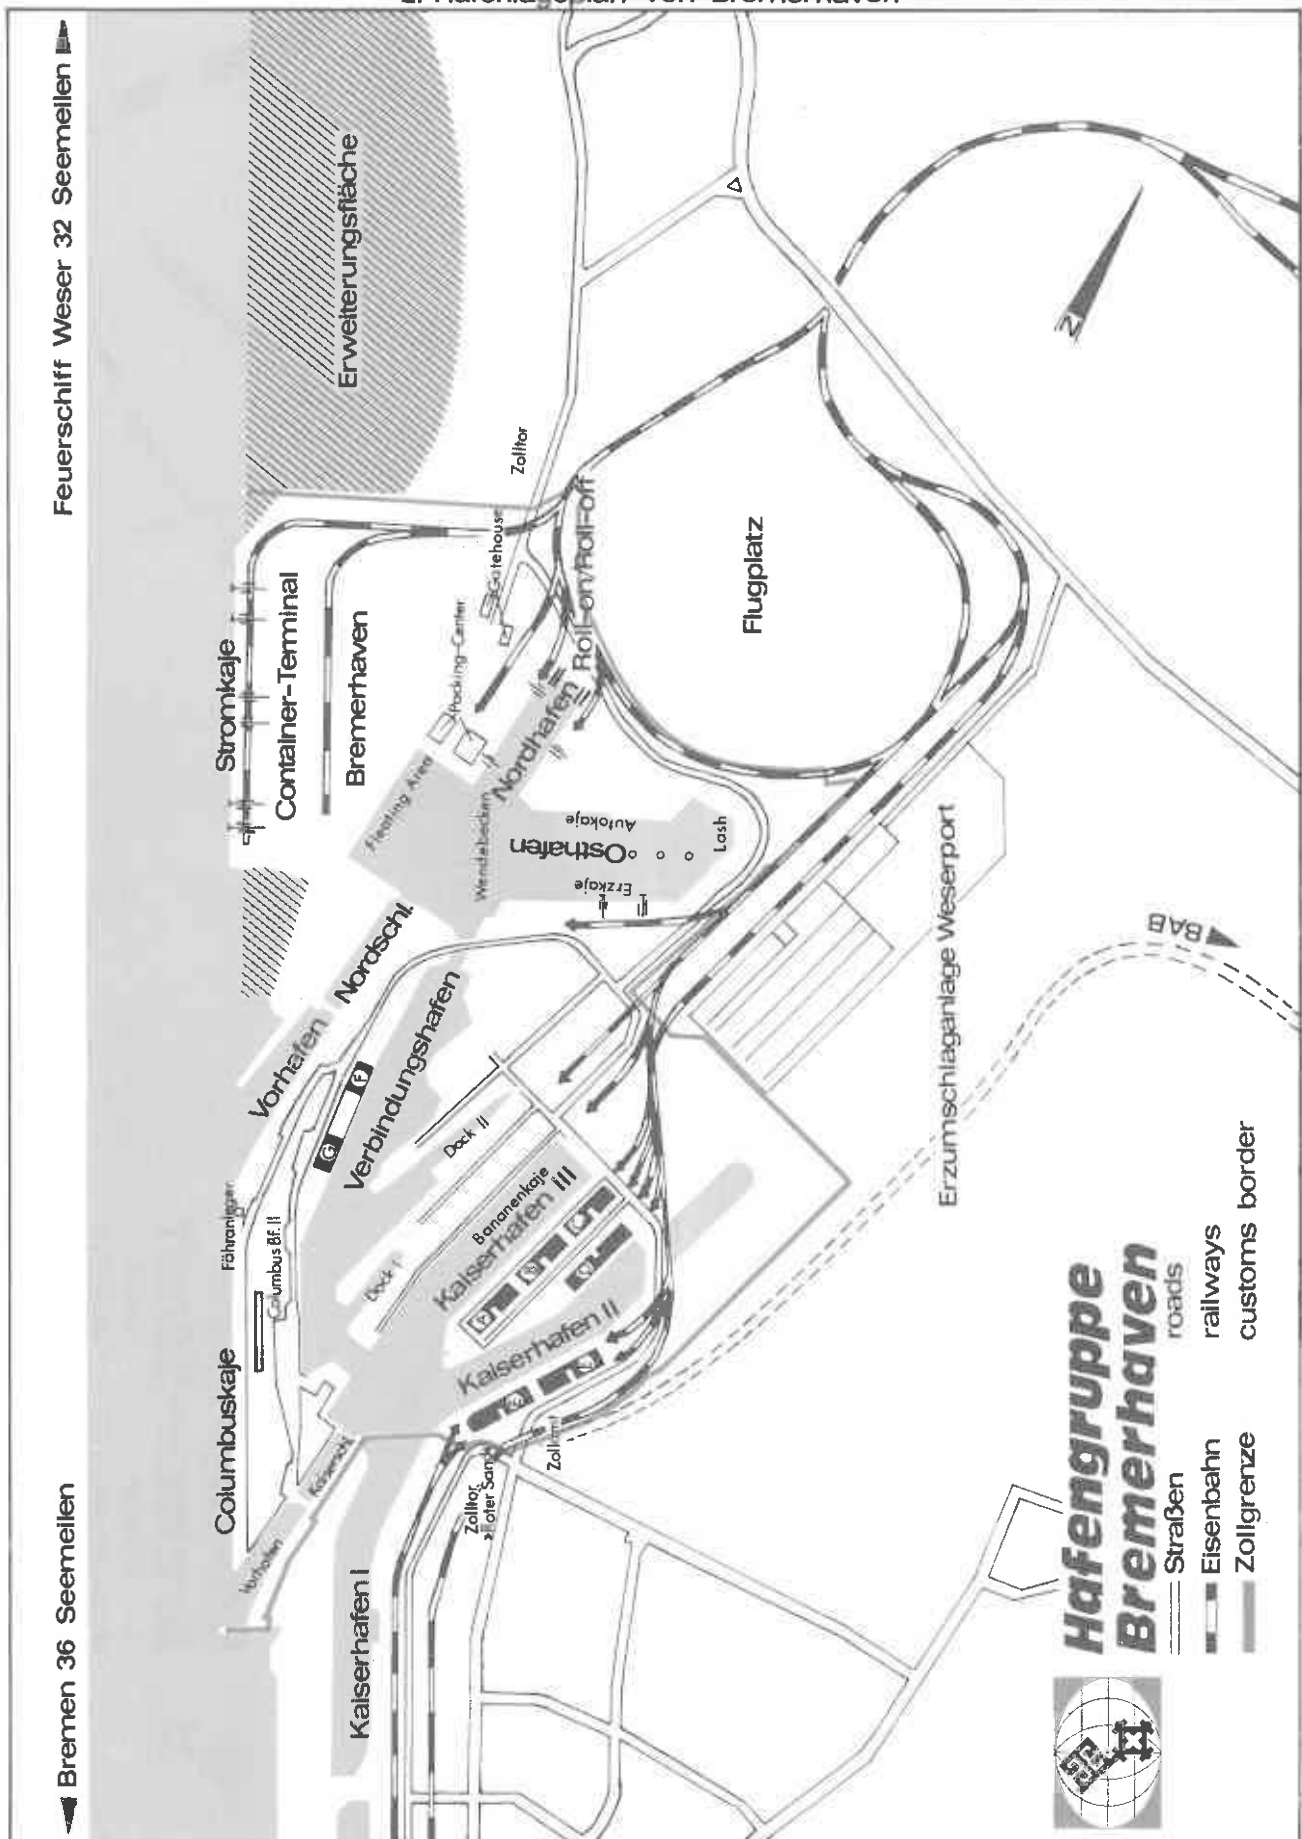 ◄ Bremen 36 Seemeilen
Feuerschiff Weser 32 Seemeilen ►
Columbuskaje
Stromkaje
Container-Terminal
Bremerhaven
Erweiterungsfläche
Vorhafen
Kaiserschl.
Columbus Bf. II
Fähranleger
Vorhafen
Nordschl.
Fleeting Area
Packing-Center
Gatehouse
Zolltor
Kaiserhafen I
G
F
Verbindungshafen
Wendebecken
Nordhafen
Roll-on/Roll-off
Osthafen
Autokaje
Erzkaje
Lash
Flugplatz
Dock I
Dock II
Bananenkaje
Kaiserhafen III
Kaiserhafen II
Zolltor
»Roter Sand«
Zollamt
Erzumschlaganlage Weserport
BAB
N
Hafengruppe
Bremerhaven
Straßen roads
Eisenbahn railways
Zollgrenze customs border